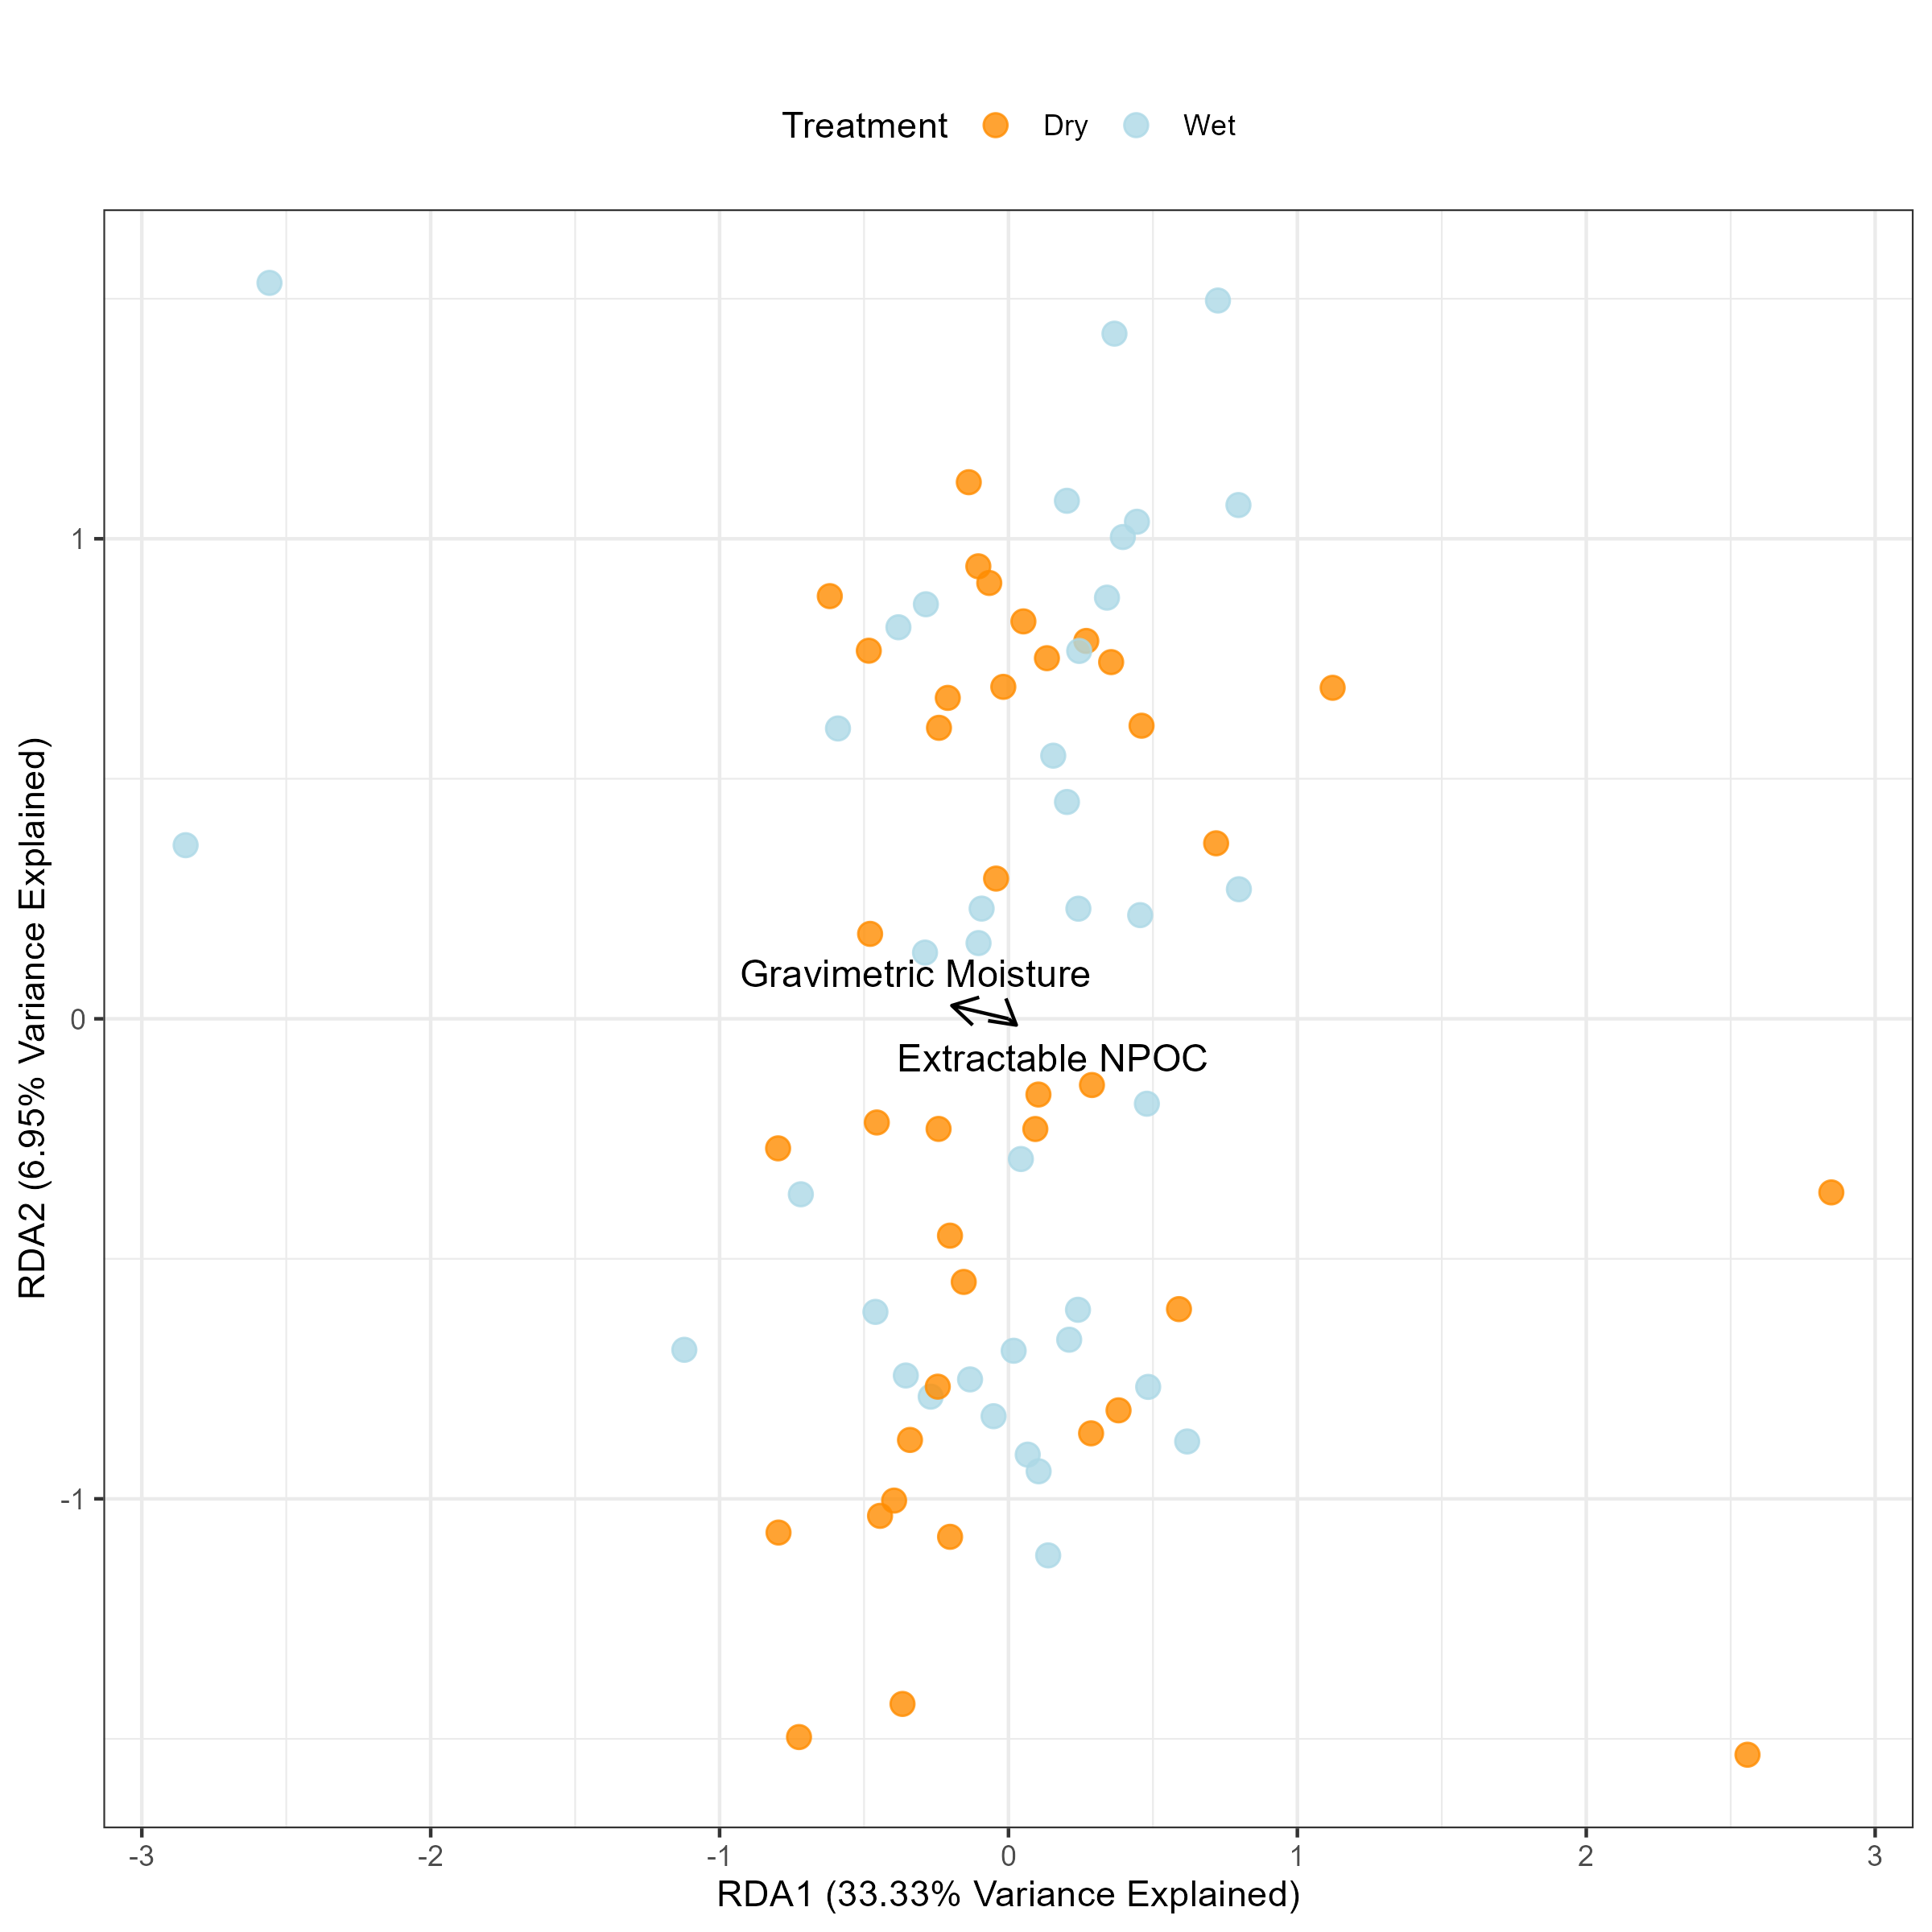 Treatment Dry Wet
RDA2 (6.95% Variance Explained)
1
0
-1
Gravimetric Moisture
Extractable NPOC
-3 -2 -1 0 1 2 3
RDA1 (33.33% Variance Explained)